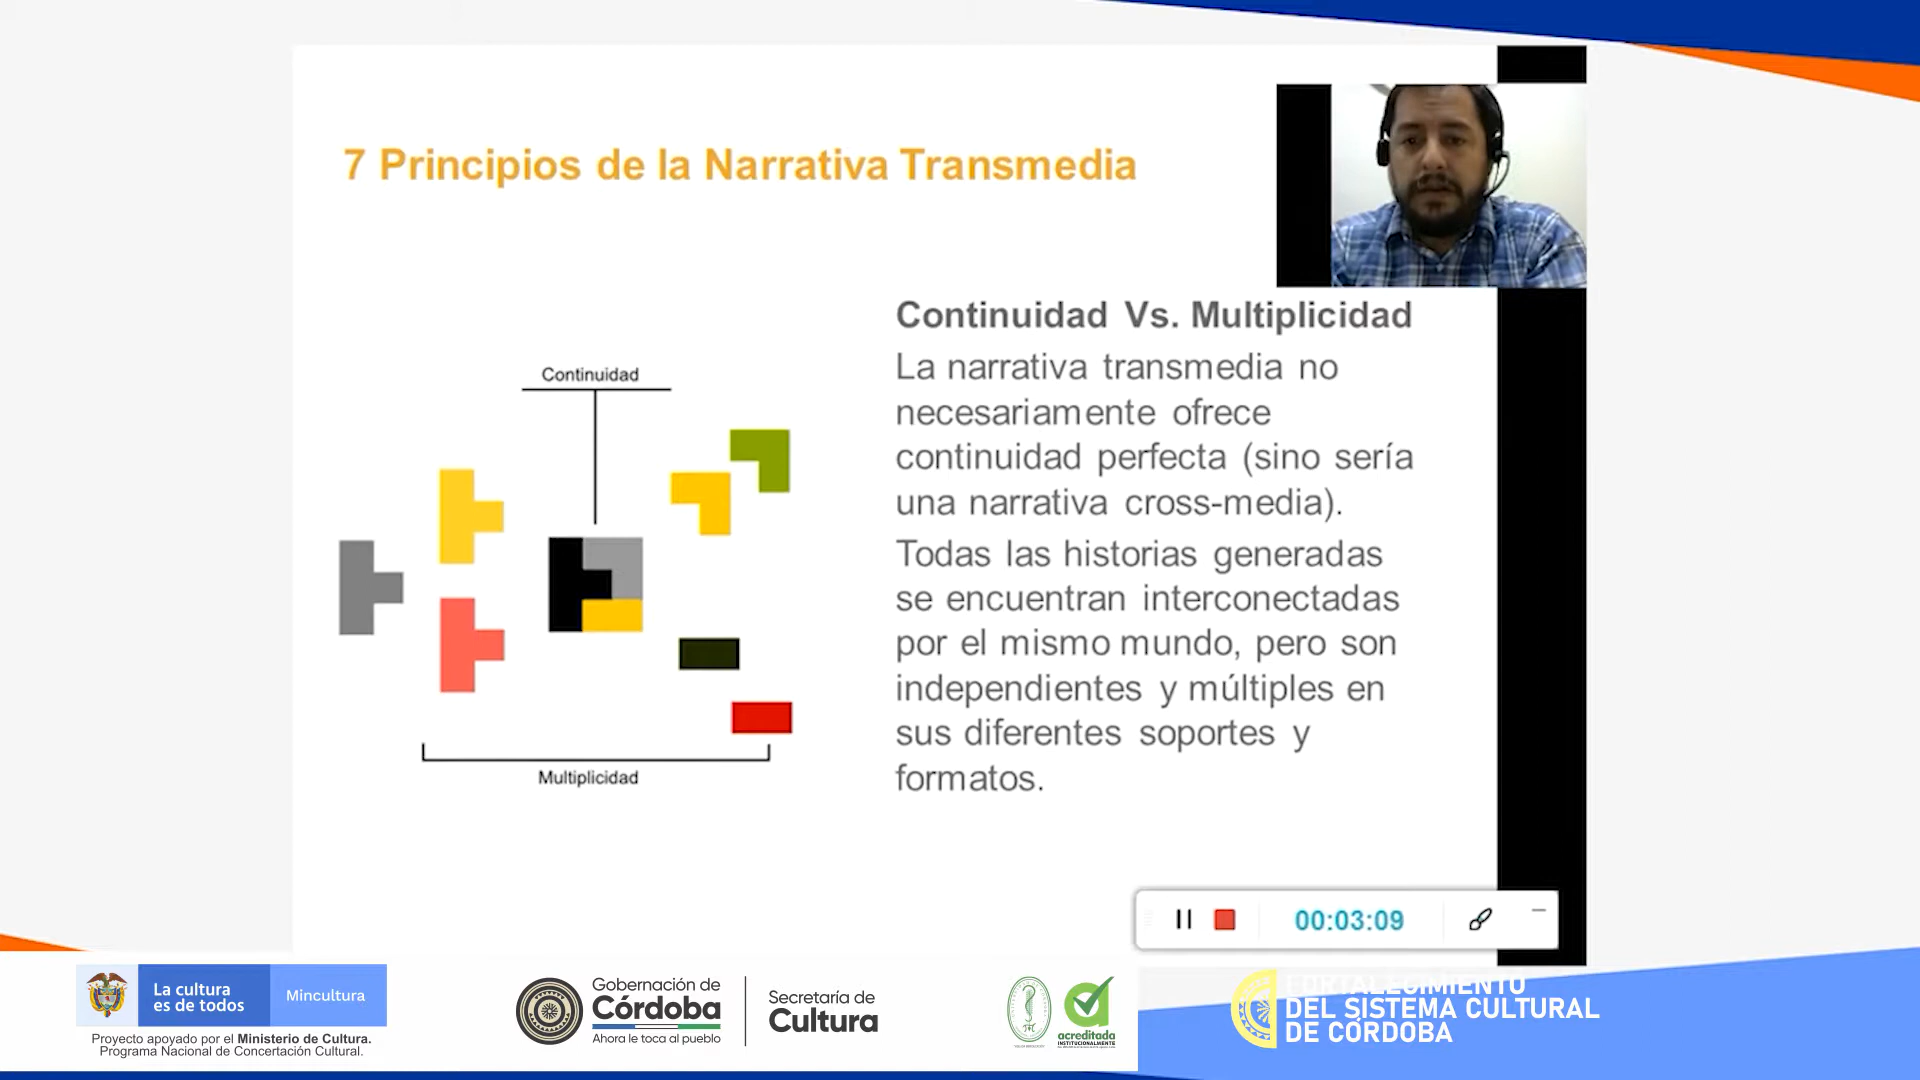 7 Principios de la Narrativa Transmedia
Continuidad
Multiplicidad
Continuidad Vs. Multiplicidad
La narrativa transmedia no
necesariamente ofrece
continuidad perfecta (sino sería
una narrativa cross-media).
Todas las historias generadas
se encuentran interconectadas
por el mismo mundo, pero son
independientes y múltiples en
sus diferentes soportes y
formatos.
00:03:09
La cultura
es de todos
Mincultura
Proyecto apoyado por el Ministerio de Cultura.
Programa Nacional de Concertación Cultural.
Gobernación de
Córdoba
Ahora le toca al pueblo
Secretaría de
Cultura
acreditada
INSTITUCIONALMENTE
FORTALECIMIENTO
DEL SISTEMA CULTURAL
DE CÓRDOBA